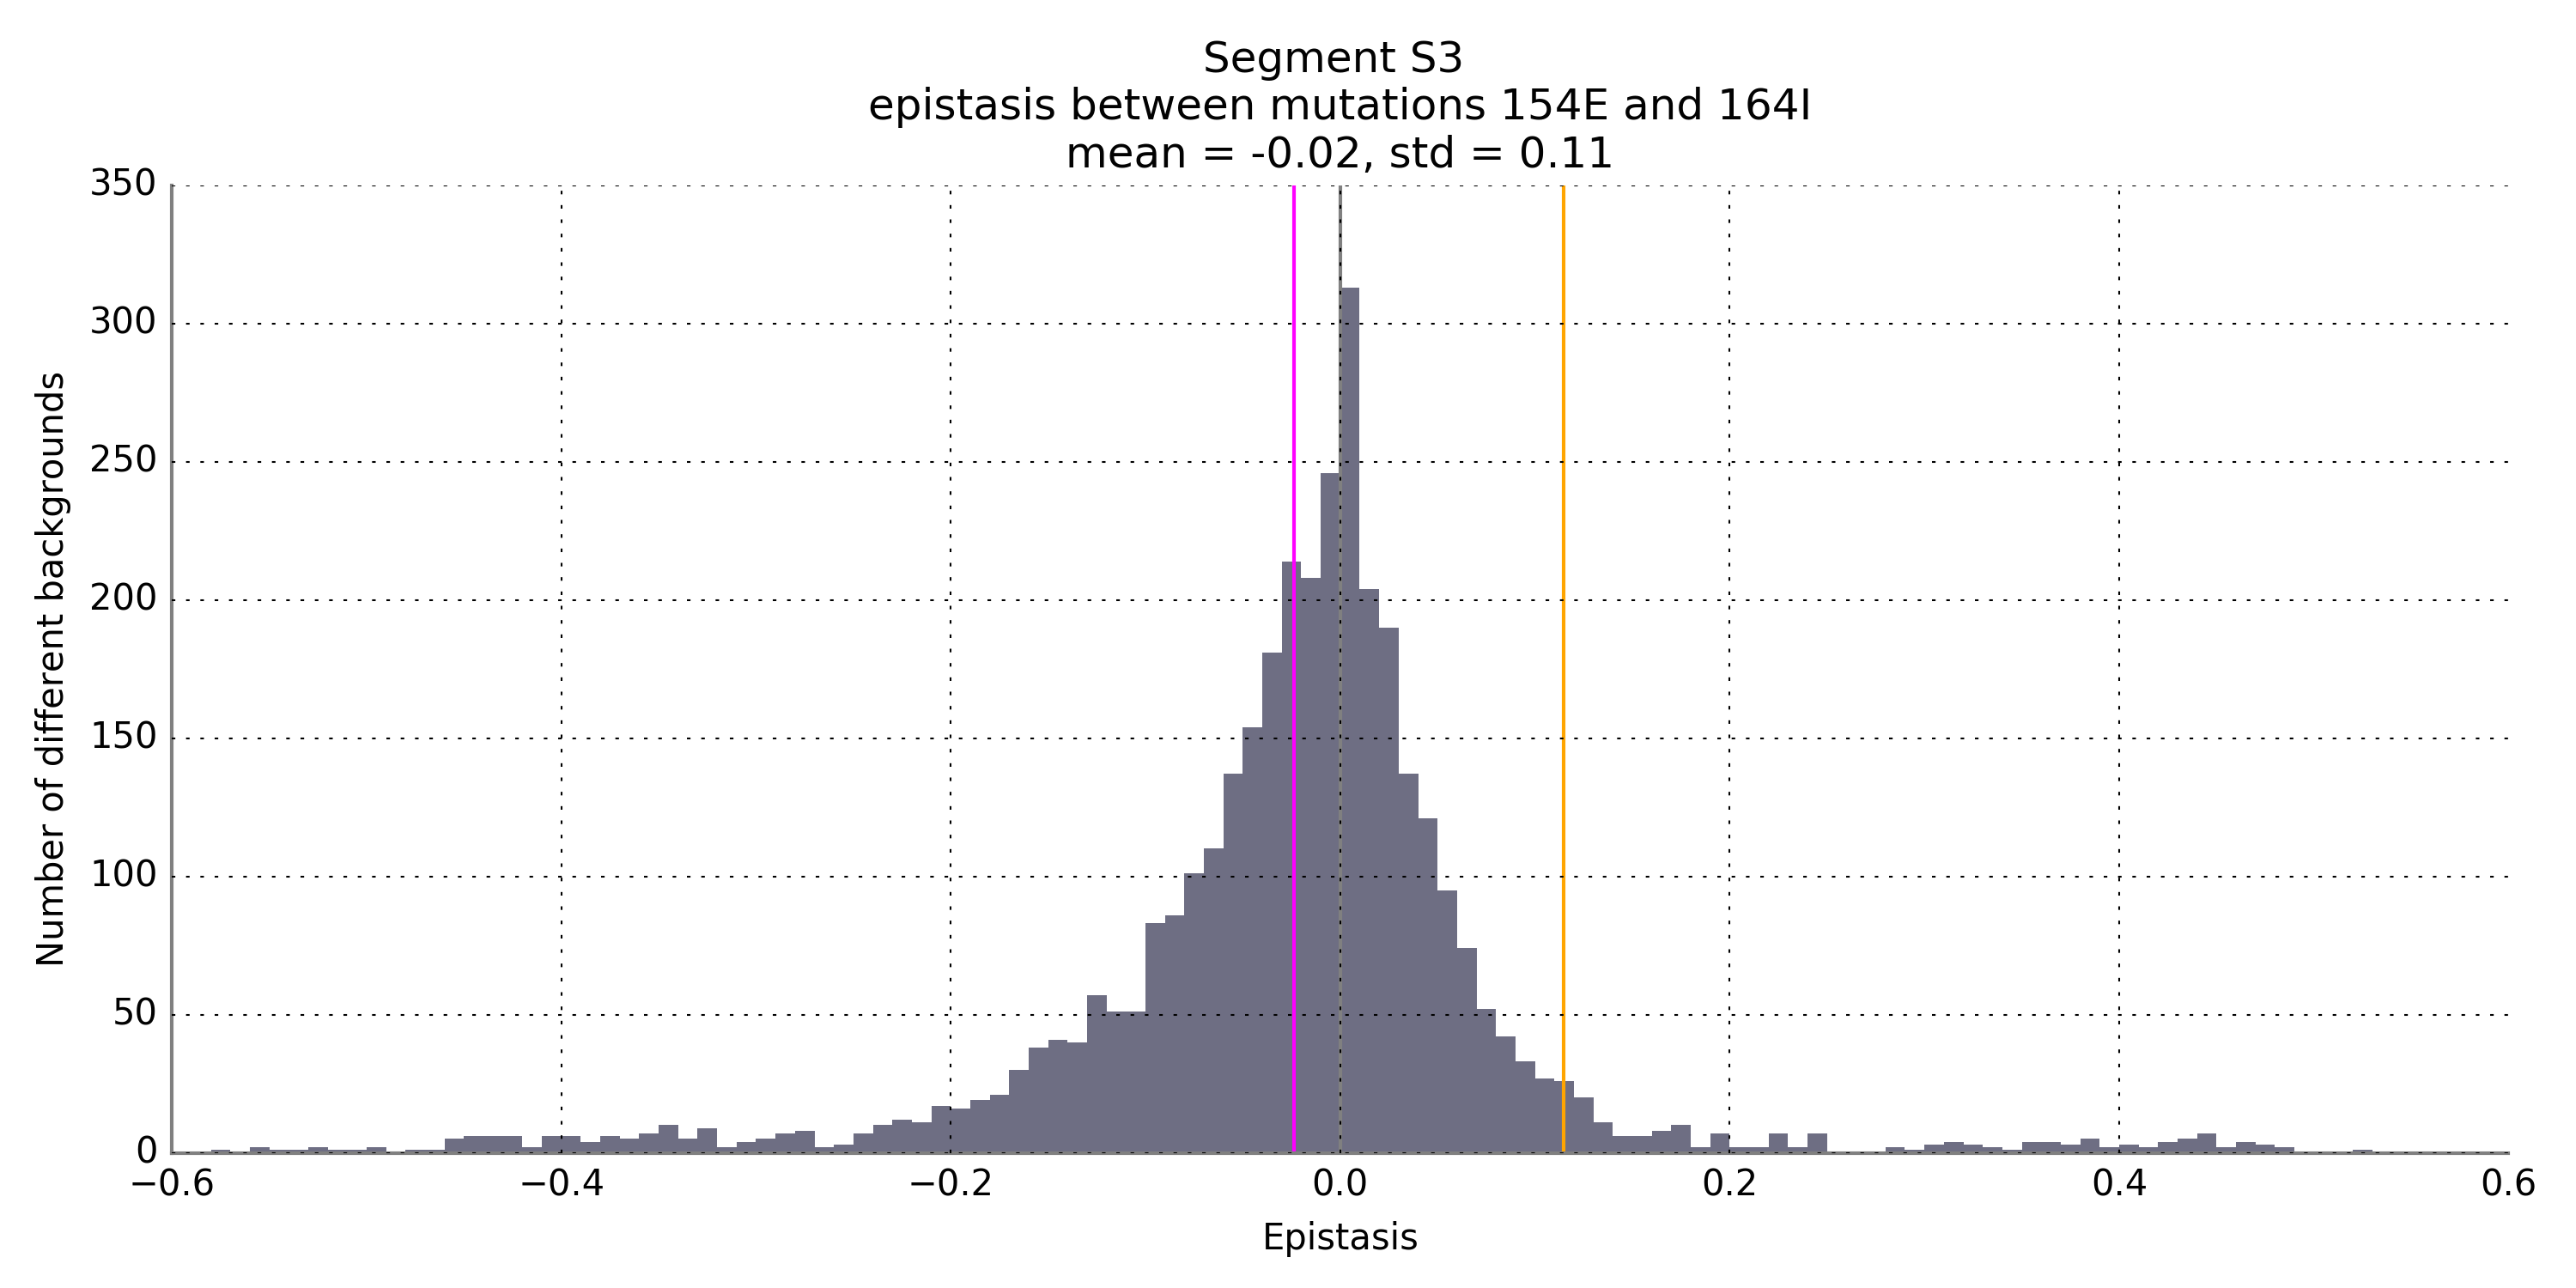 Segment S3
epistasis between mutations 154E and 164I
mean = -0.02, std = 0.11
350
300
250
200
150
100
50
0
Number of different backgrounds
−0.6 −0.4 −0.2 0.0 0.2 0.4 0.6
Epistasis